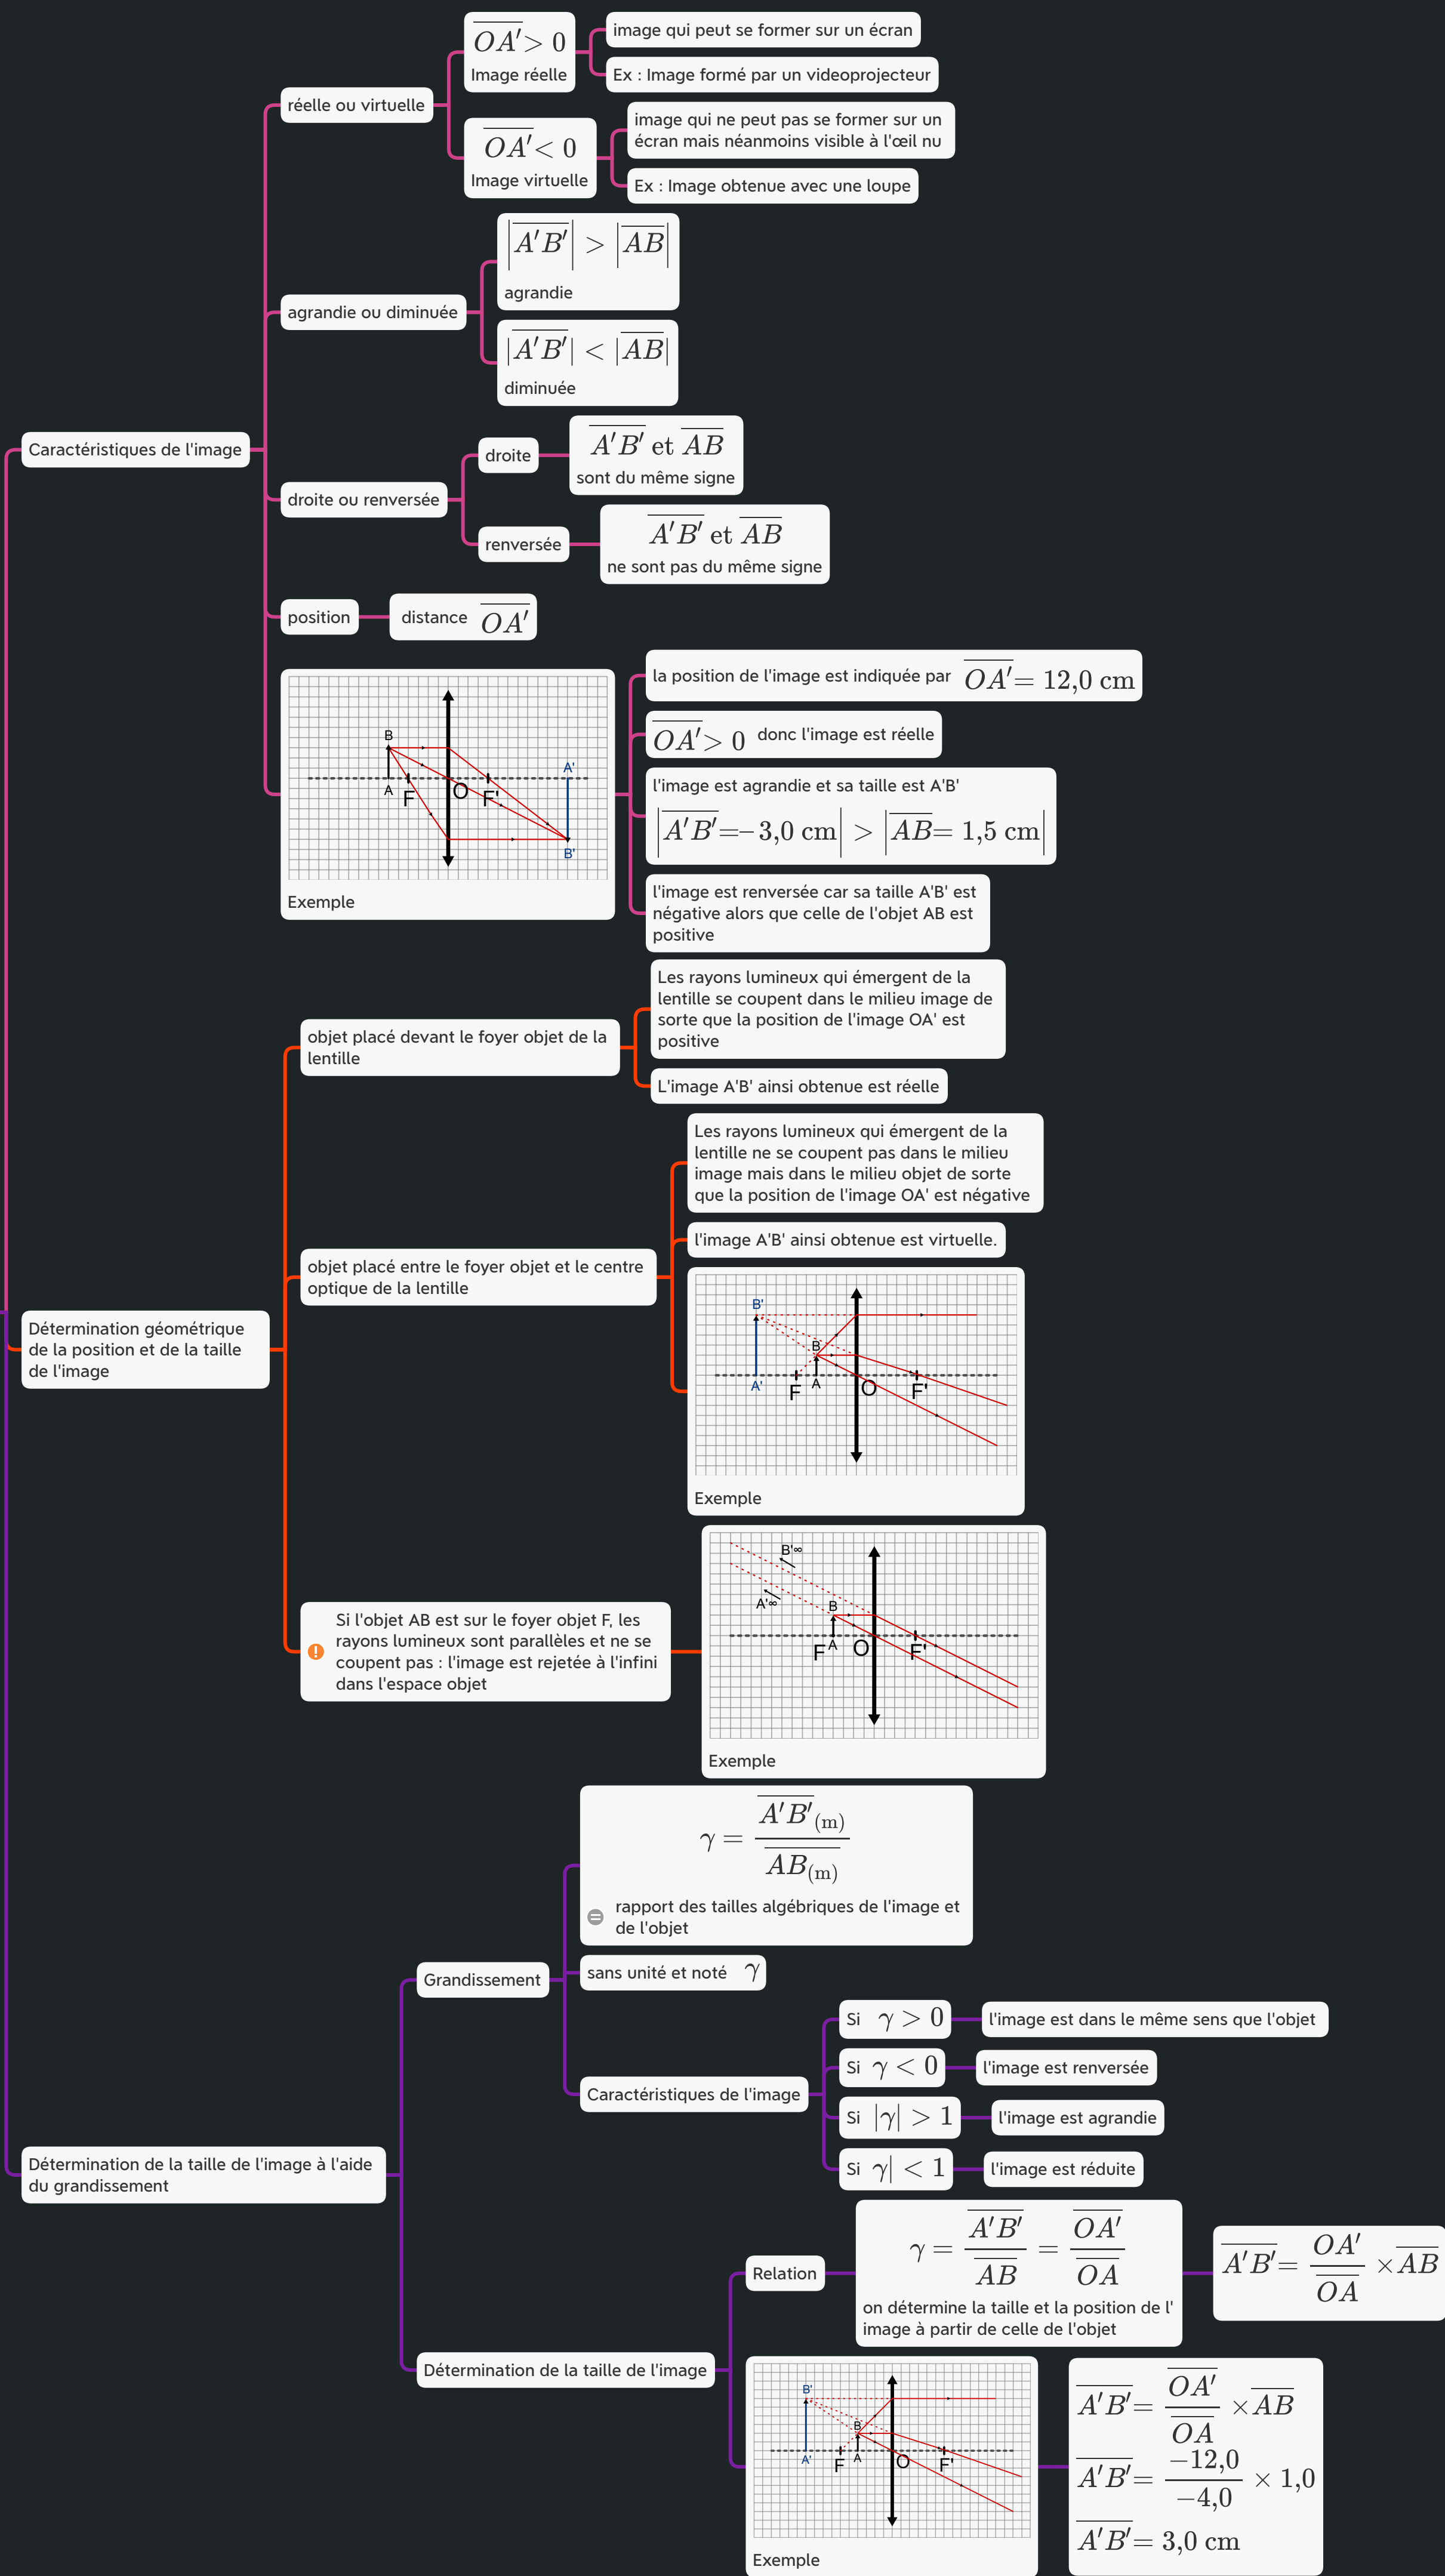 Caractéristiques de l'image
réelle ou virtuelle
OA' > 0
Image réelle
image qui peut se former sur un écran
Ex : Image formé par un videoprojecteur
OA' < 0
Image virtuelle
image qui ne peut pas se former sur un
écran mais néanmoins visible à l'œil nu
Ex : Image obtenue avec une loupe
agrandie ou diminuée
|A'B'| > |AB|
agrandie
|A'B'| < |AB|
diminuée
droite ou renversée
droite
A'B' et AB
sont du même signe
renversée
A'B' et AB
ne sont pas du même signe
position
distance OA'
B
A'
A
F
O
F'
B'
Exemple
la position de l'image est indiquée par OA' = 12,0 cm
OA' > 0 donc l'image est réelle
l'image est agrandie et sa taille est A'B'
|A'B' = −3,0 cm| > |AB = 1,5 cm|
l'image est renversée car sa taille A'B' est
négative alors que celle de l'objet AB est
positive
Détermination géométrique
de la position et de la taille
de l'image
objet placé devant le foyer objet de la
lentille
Les rayons lumineux qui émergent de la
lentille se coupent dans le milieu image de
sorte que la position de l'image OA' est
positive
L'image A'B' ainsi obtenue est réelle
objet placé entre le foyer objet et le centre
optique de la lentille
Les rayons lumineux qui émergent de la
lentille ne se coupent pas dans le milieu
image mais dans le milieu objet de sorte
que la position de l'image OA' est négative
l'image A'B' ainsi obtenue est virtuelle.
B'
B
A'
F
A
O
F'
Exemple
! Si l'objet AB est sur le foyer objet F, les
rayons lumineux sont parallèles et ne se
coupent pas : l'image est rejetée à l'infini
dans l'espace objet
B'∞
A'∞
B
F
A
O
F'
Exemple
Détermination de la taille de l'image à l'aide
du grandissement
Grandissement
γ = A'B'(m) / AB(m)
= rapport des tailles algébriques de l'image et
de l'objet
sans unité et noté γ
Caractéristiques de l'image
Si γ > 0
l'image est dans le même sens que l'objet
Si γ < 0
l'image est renversée
Si |γ| > 1
l'image est agrandie
Si γ| < 1
l'image est réduite
Détermination de la taille de l'image
Relation
γ = A'B' / AB = OA' / OA
on détermine la taille et la position de l'
image à partir de celle de l'objet
A'B' = OA' / OA × AB
B'
B
A'
F
A
O
F'
Exemple
A'B' = OA' / OA × AB
A'B' = −12,0 / −4,0 × 1,0
A'B' = 3,0 cm